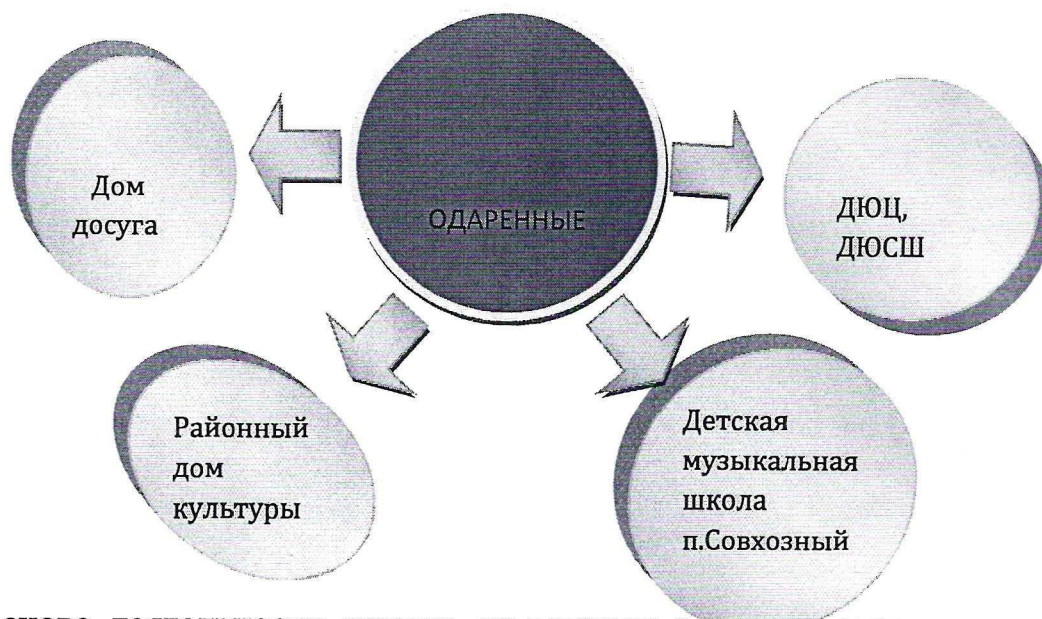 Дом
досуга
ОДАРЕННЫЕ
ДЮЦ,
ДЮСШ
Районный
дом
культуры
Детская
музыкальная
школа
п.Совхозный